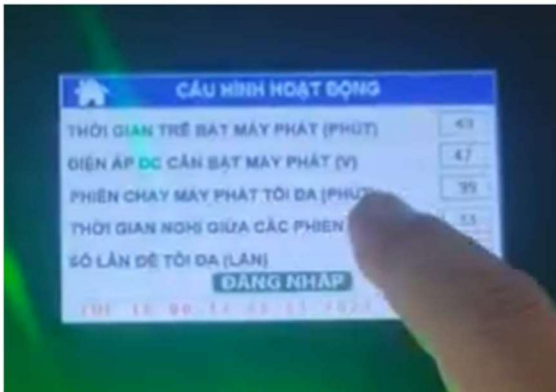 CẤU HÌNH HOẠT ĐỘNG
THỜI GIAN TRỄ BẬT MÁY PHÁT (PHÚT)
ĐIỆN ÁP DC CẦN BẬT MÁY PHÁT (V) 47
PHIÊN CHẠY MÁY PHÁT TỐI ĐA (PHÚT) 99
THỜI GIAN NGHỈ GIỮA CÁC PHIÊN
SỐ LẦN ĐỀ TỐI ĐA (LẦN)
ĐĂNG NHẬP